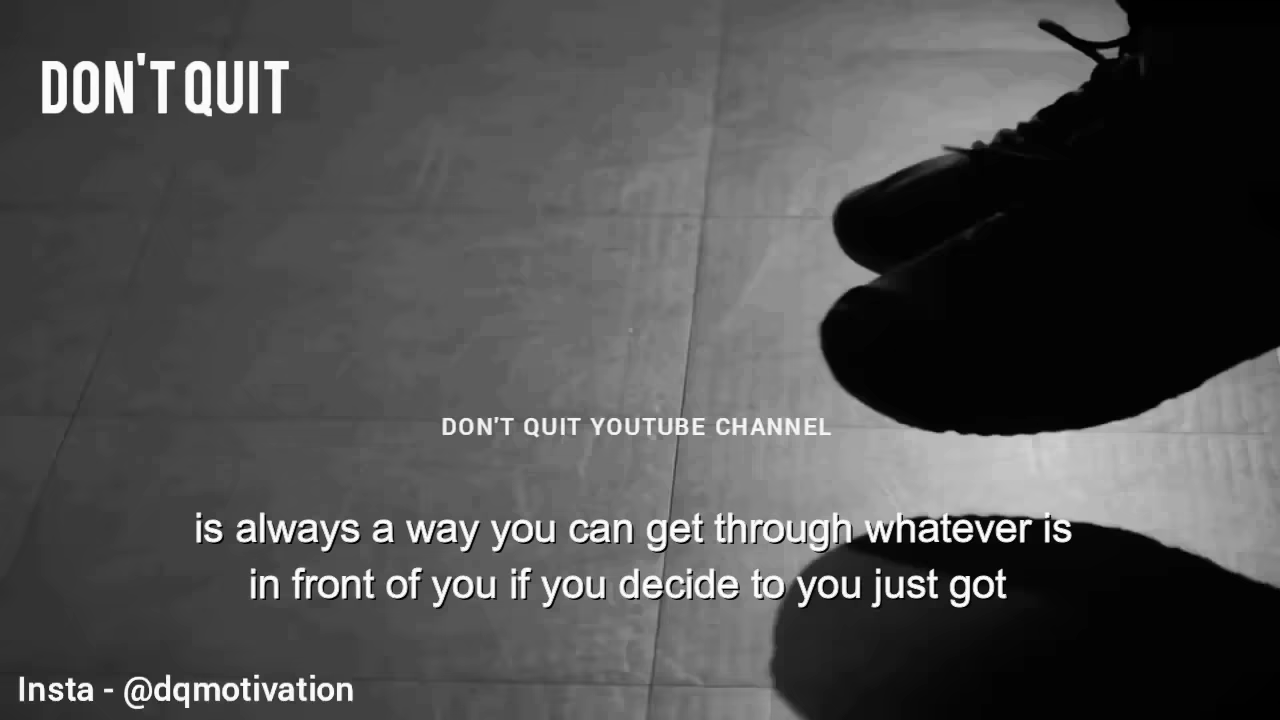 DON'T QUIT
DON'T QUIT YOUTUBE CHANNEL
is always a way you can get through whatever is
in front of you if you decide to you just got
Insta - @dqmotivation